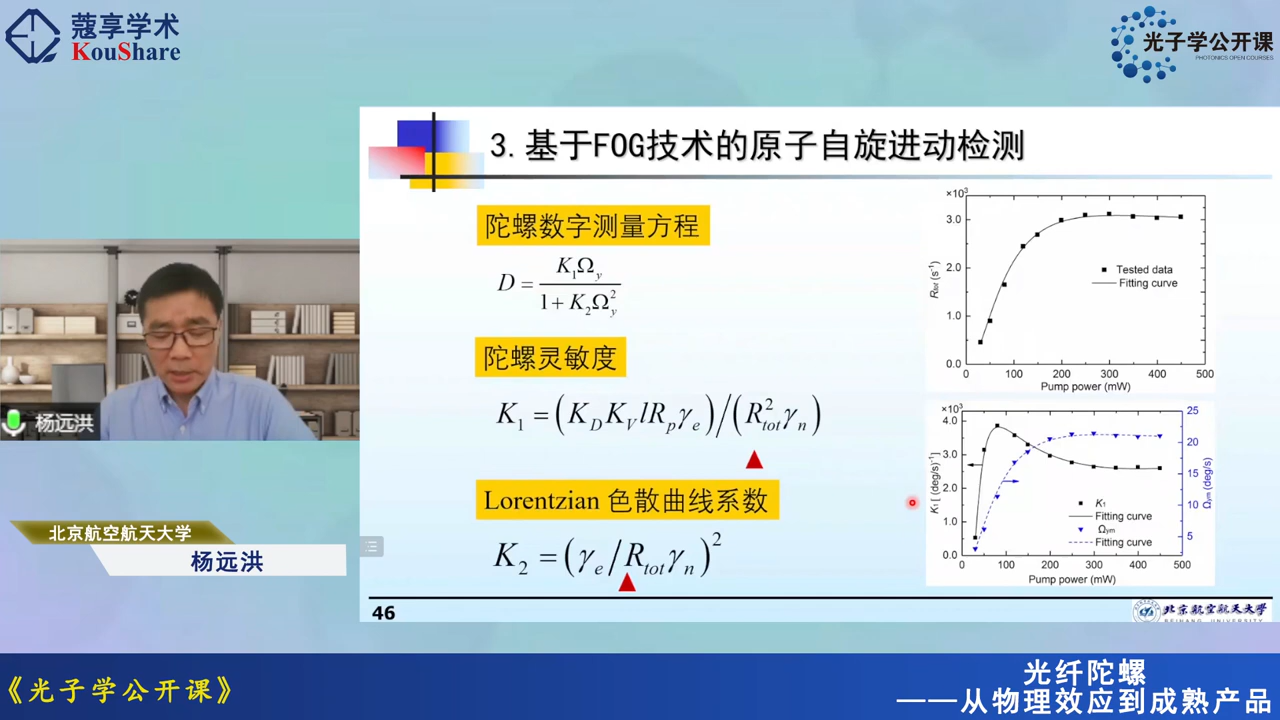 蔻享学术
KouShare
光子学公开课
PHOTONICS OPEN COURSES
3.基于FOG技术的原子自旋进动检测
陀螺数字测量方程
D = K₁Ω_y / (1 + K₂Ω_y²)
陀螺灵敏度
K₁ = (K_D K_V l R_p γ_e) / (R_tot² γ_n)
Lorentzian 色散曲线系数
K₂ = (γ_e / R_tot γ_n)²
×10³
3.0
2.0
1.0
0.0
R_tot (s⁻¹)
Tested data
Fitting curve
0 100 200 300 400 500
Pump power (mW)
×10³
4.0
3.0
2.0
1.0
0.0
K₁ [ (deg/s)⁻¹]
25
20
15
10
5
Ω_ym (deg/s)
K₁
Fitting curve
Ω_ym
Fitting curve
0 100 200 300 400 500
Pump power (mW)
46
北京航空航天大学
BEIHANG UNIVERSITY
杨远洪
北京航空航天大学
杨远洪
《光子学公开课》
光纤陀螺
——从物理效应到成熟产品